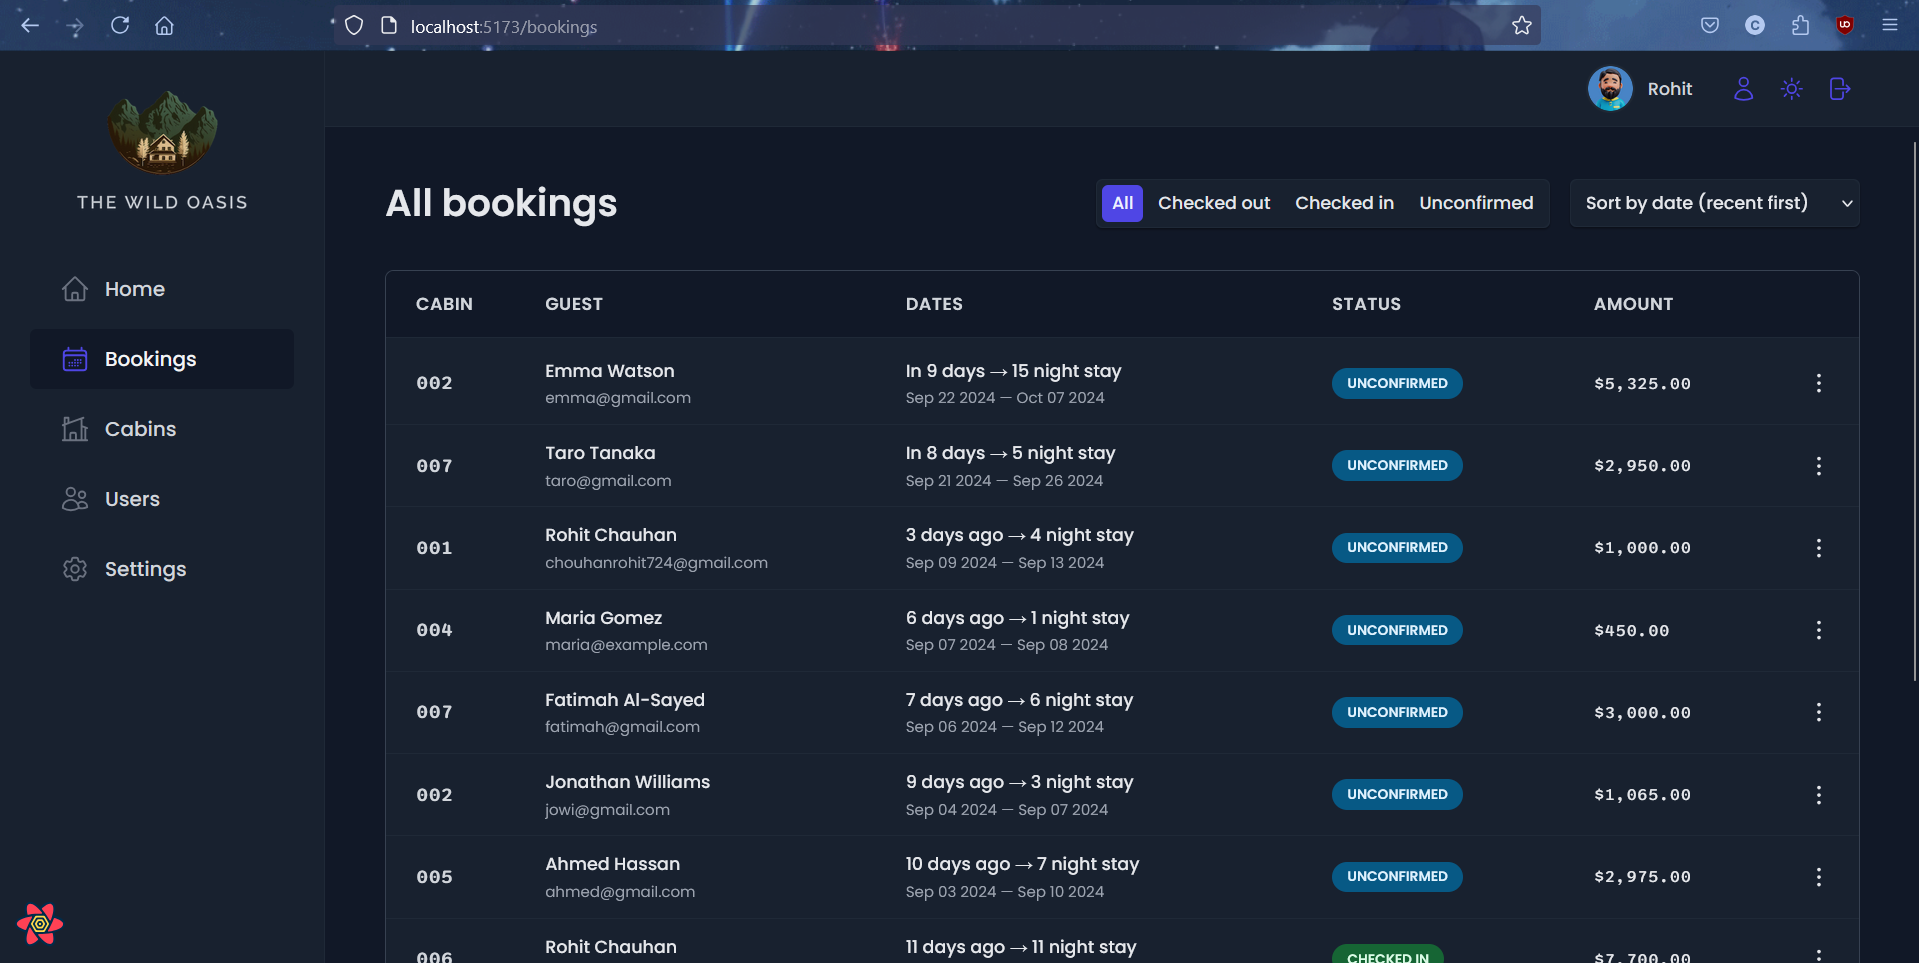 localhost:5173/bookings
C
UO
Rohit
THE WILD OASIS
Home
Bookings
Cabins
Users
Settings
All bookings
All Checked out Checked in Unconfirmed
Sort by date (recent first)
CABIN GUEST DATES STATUS AMOUNT
002 Emma Watson In 9 days → 15 night stay UNCONFIRMED $5,325.00
emma@gmail.com Sep 22 2024 — Oct 07 2024
007 Taro Tanaka In 8 days → 5 night stay UNCONFIRMED $2,950.00
taro@gmail.com Sep 21 2024 — Sep 26 2024
001 Rohit Chauhan 3 days ago → 4 night stay UNCONFIRMED $1,000.00
chouhanrohit724@gmail.com Sep 09 2024 — Sep 13 2024
004 Maria Gomez 6 days ago → 1 night stay UNCONFIRMED $450.00
maria@example.com Sep 07 2024 — Sep 08 2024
007 Fatimah Al-Sayed 7 days ago → 6 night stay UNCONFIRMED $3,000.00
fatimah@gmail.com Sep 06 2024 — Sep 12 2024
002 Jonathan Williams 9 days ago → 3 night stay UNCONFIRMED $1,065.00
jowi@gmail.com Sep 04 2024 — Sep 07 2024
005 Ahmed Hassan 10 days ago → 7 night stay UNCONFIRMED $2,975.00
ahmed@gmail.com Sep 03 2024 — Sep 10 2024
006 Rohit Chauhan 11 days ago → 11 night stay CHECKED IN $7,700.00